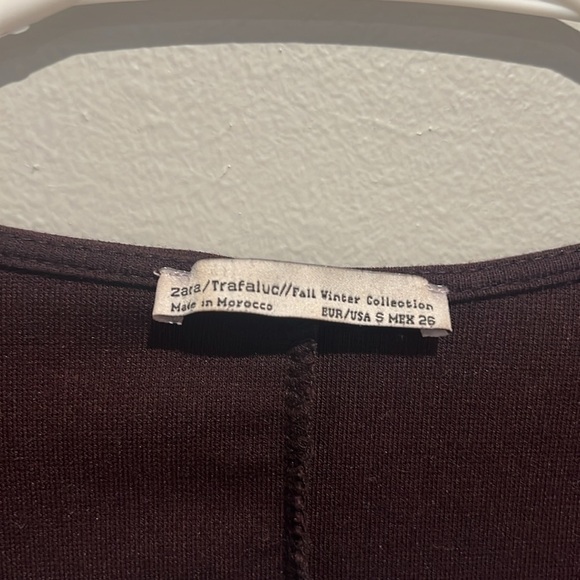 Zara/Trafaluc//Fall Winter Collection
Made in Morocco EUR/USA S MEX 26